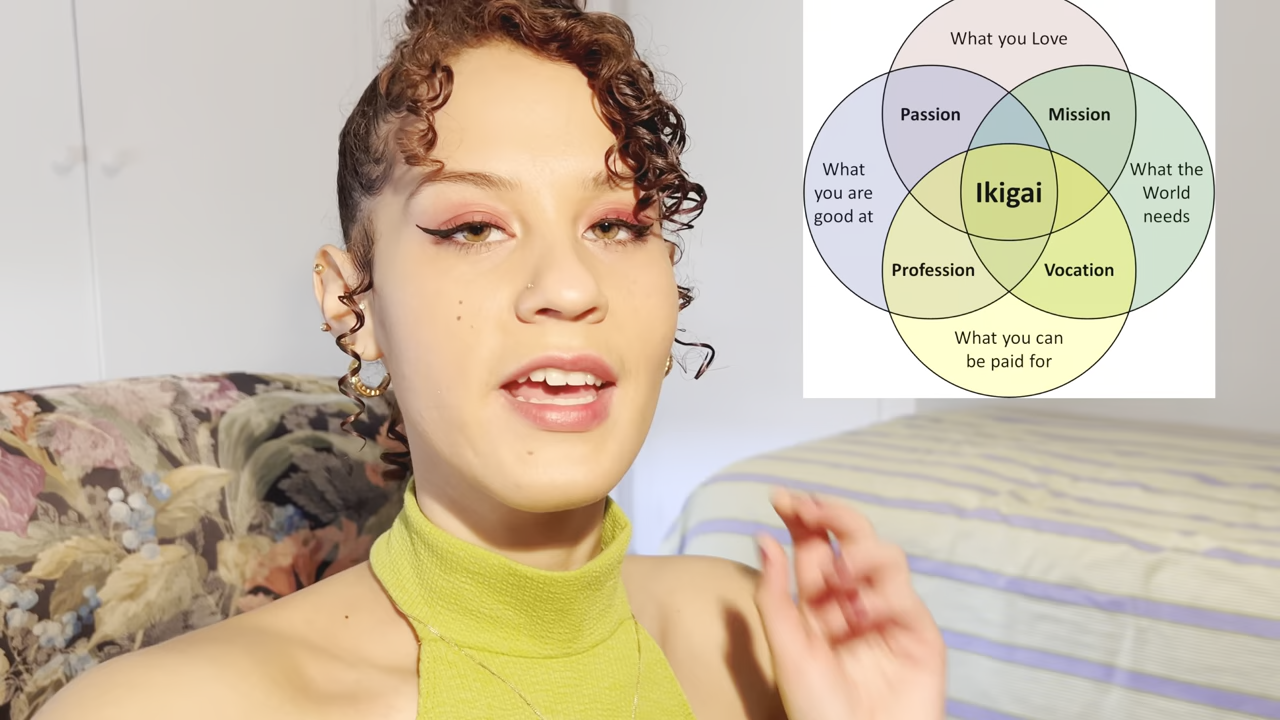 What you Love
Passion
Mission
What
you are
good at
Ikigai
What the
World
needs
Profession
Vocation
What you can
be paid for